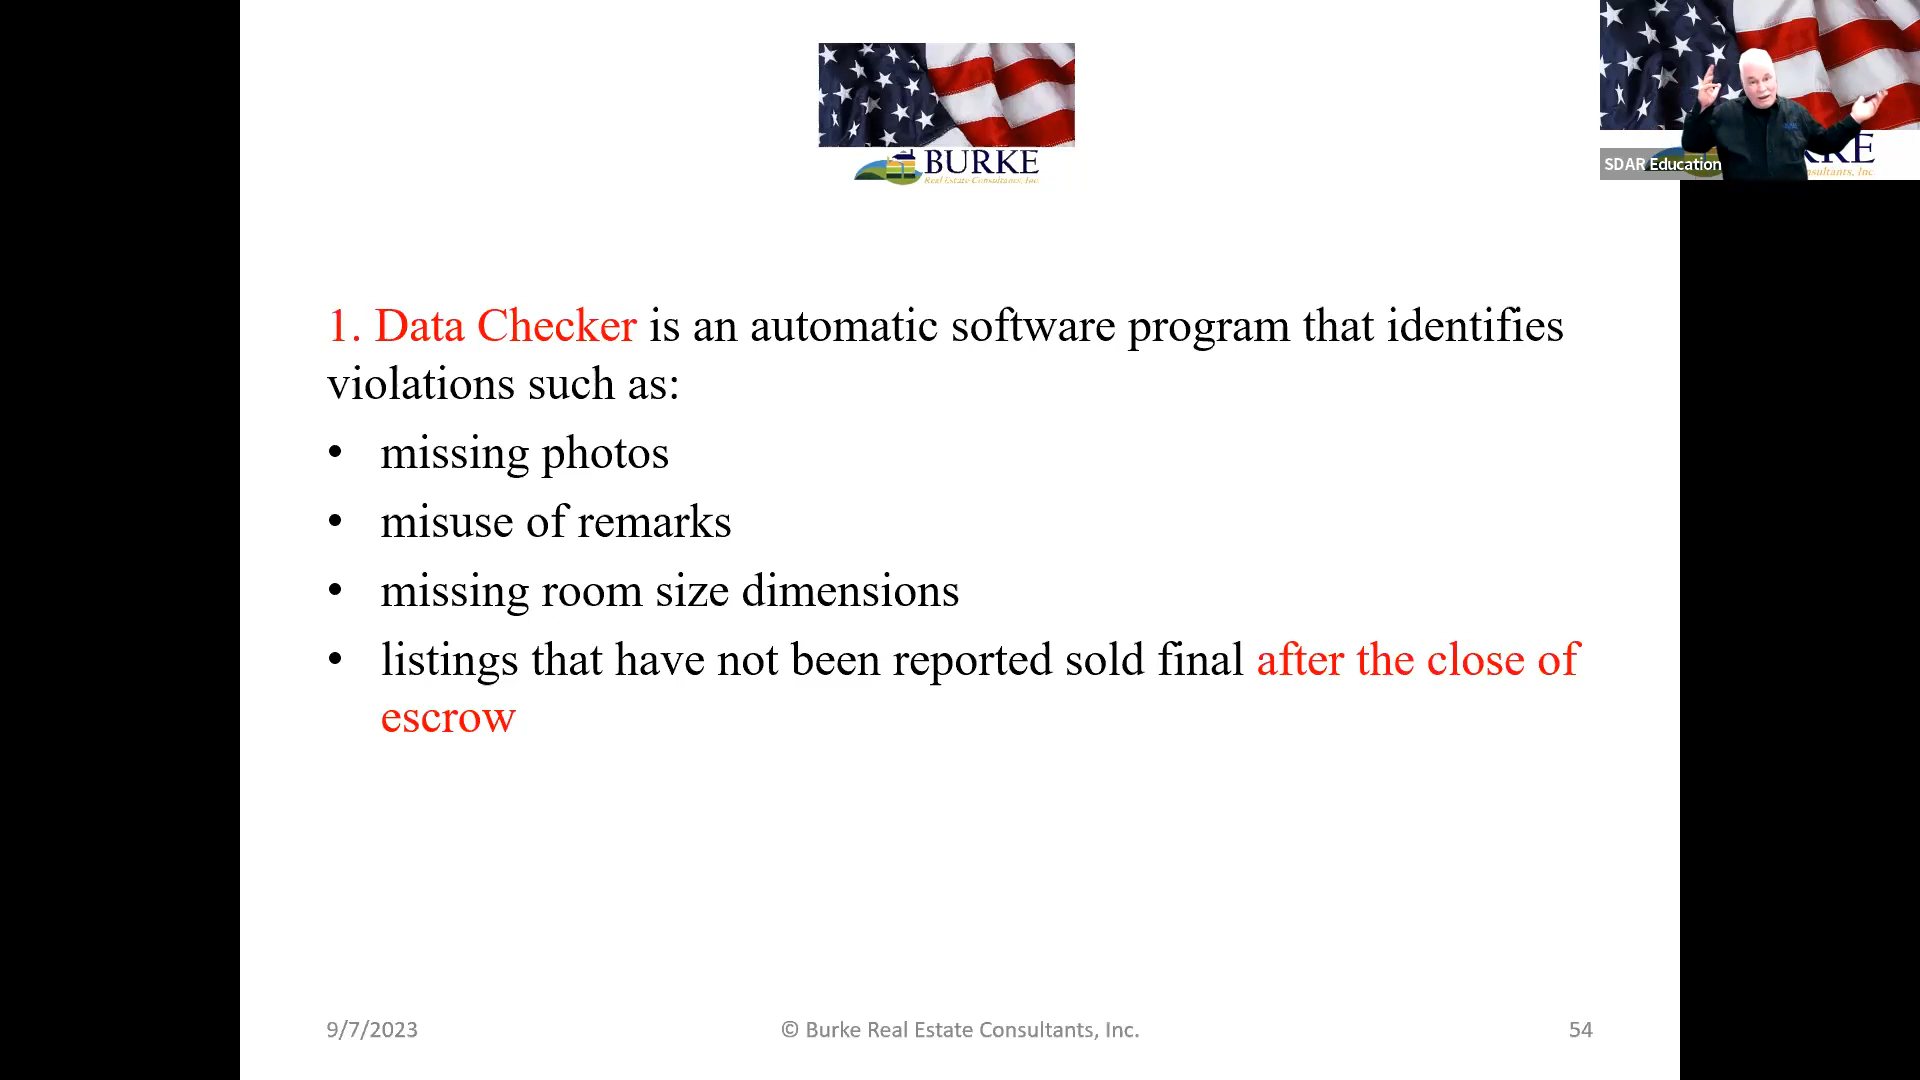 BURKE
Real Estate Consultants, Inc.
SDAR Education
1. Data Checker is an automatic software program that identifies
violations such as:
• missing photos
• misuse of remarks
• missing room size dimensions
• listings that have not been reported sold final after the close of
escrow
9/7/2023
© Burke Real Estate Consultants, Inc.
54